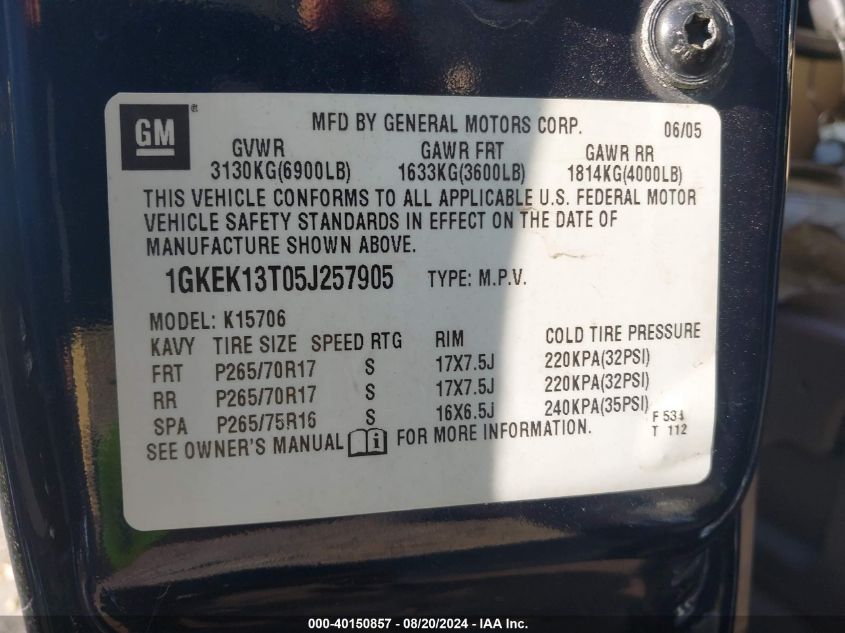 GM ®
MFD BY GENERAL MOTORS CORP. 06/05
GVWR GAWR FRT GAWR RR
3130KG(6900LB) 1633KG(3600LB) 1814KG(4000LB)
THIS VEHICLE CONFORMS TO ALL APPLICABLE U.S. FEDERAL MOTOR
VEHICLE SAFETY STANDARDS IN EFFECT ON THE DATE OF
MANUFACTURE SHOWN ABOVE.
1GKEK13T05J257905 TYPE: M.P.V.
MODEL: K15706
KAVY TIRE SIZE SPEED RTG RIM COLD TIRE PRESSURE
FRT P265/70R17 S 17X7.5J 220KPA(32PSI)
RR P265/70R17 S 17X7.5J 220KPA(32PSI)
SPA P265/75R16 S 16X6.5J 240KPA(35PSI)
SEE OWNER'S MANUAL i FOR MORE INFORMATION.
F 534
T 112
000-40150857 - 08/20/2024 - IAA Inc.